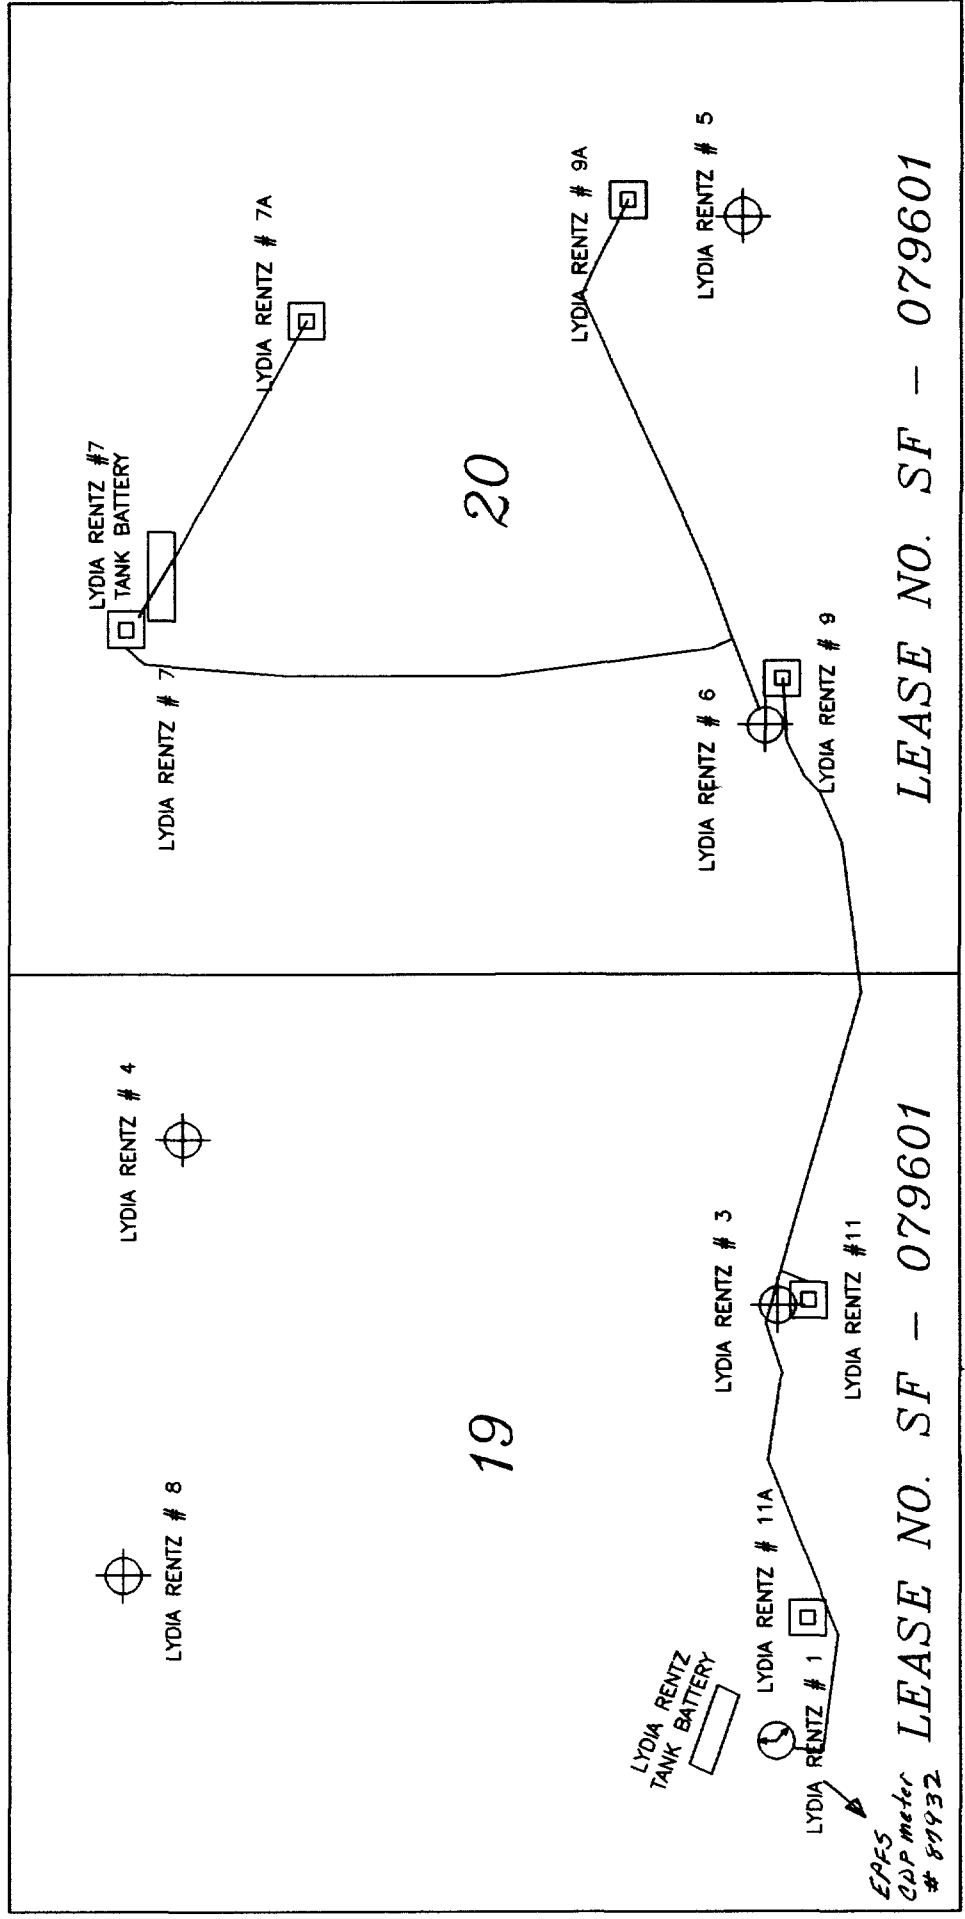 LYDIA RENTZ # 8
LYDIA RENTZ # 4
19
LYDIA RENTZ
TANK BATTERY
LYDIA RENTZ # 11A
LYDIA RENTZ # 1
LYDIA RENTZ # 3
LYDIA RENTZ #11
EPFS
CDP meter
# 87932
LEASE NO. SF - 079601
LYDIA RENTZ #7
TANK BATTERY
LYDIA RENTZ # 7
LYDIA RENTZ # 7A
20
LYDIA RENTZ # 9A
LYDIA RENTZ # 5
LYDIA RENTZ # 6
LYDIA RENTZ # 9
LEASE NO. SF - 079601